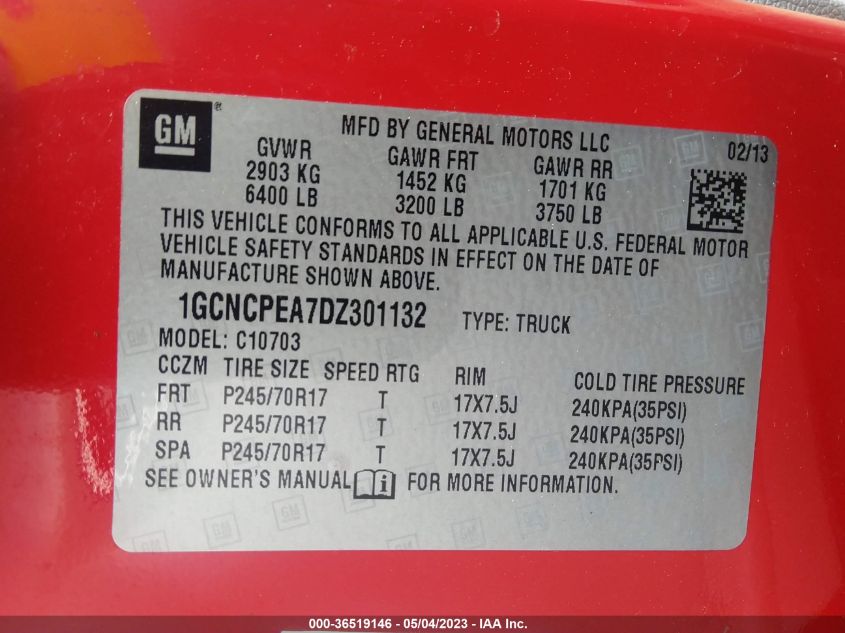 GM ®
MFD BY GENERAL MOTORS LLC 02/13
GVWR GAWR FRT GAWR RR
2903 KG 1452 KG 1701 KG
6400 LB 3200 LB 3750 LB
THIS VEHICLE CONFORMS TO ALL APPLICABLE U.S. FEDERAL MOTOR
VEHICLE SAFETY STANDARDS IN EFFECT ON THE DATE OF
MANUFACTURE SHOWN ABOVE.
1GCNCPEA7DZ301132 TYPE: TRUCK
MODEL: C10703
CCZM TIRE SIZE SPEED RTG RIM COLD TIRE PRESSURE
FRT P245/70R17 T 17X7.5J 240KPA(35PSI)
RR P245/70R17 T 17X7.5J 240KPA(35PSI)
SPA P245/70R17 T 17X7.5J 240KPA(35PSI)
SEE OWNER'S MANUAL i FOR MORE INFORMATION.
000-36519146 - 05/04/2023 - IAA Inc.